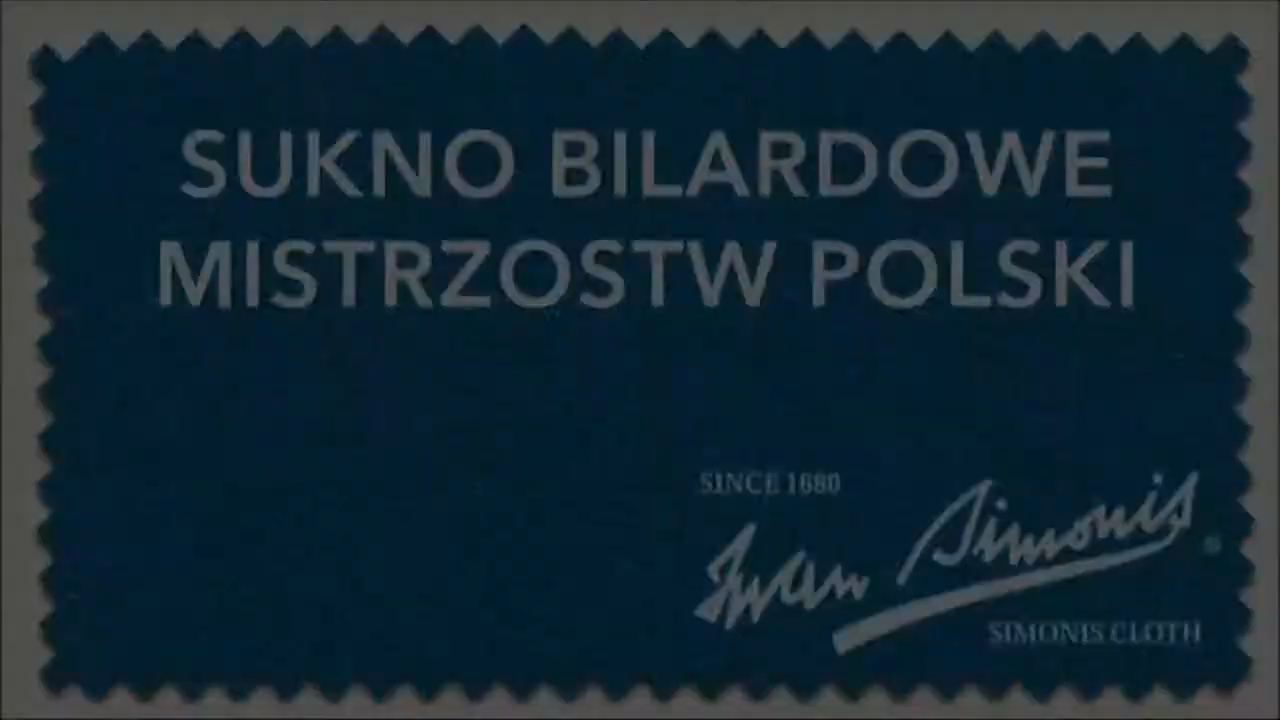 SUKNO BILARDOWE
MISTRZOSTW POLSKI
SINCE 1680
Iwan Simonis
SIMONIS CLOTH